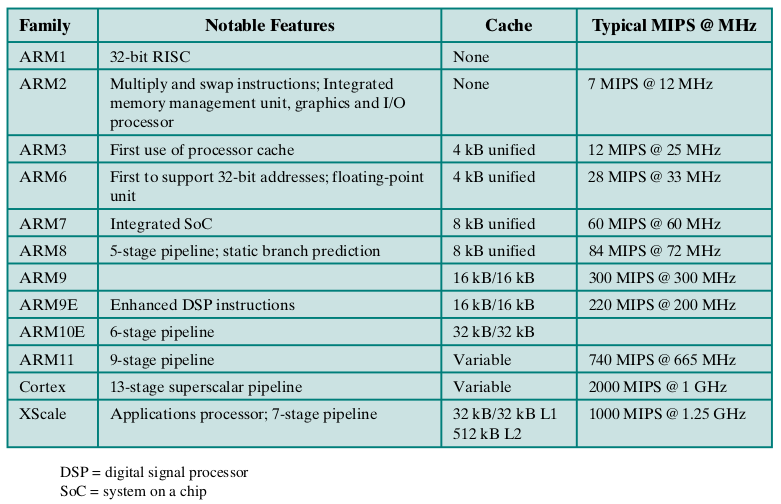 Family Notable Features Cache Typical MIPS @ MHz
ARM1 32-bit RISC None
ARM2 Multiply and swap instructions; Integrated None 7 MIPS @ 12 MHz
memory management unit, graphics and I/O
processor
ARM3 First use of processor cache 4 kB unified 12 MIPS @ 25 MHz
ARM6 First to support 32-bit addresses; floating-point 4 kB unified 28 MIPS @ 33 MHz
unit
ARM7 Integrated SoC 8 kB unified 60 MIPS @ 60 MHz
ARM8 5-stage pipeline; static branch prediction 8 kB unified 84 MIPS @ 72 MHz
ARM9 16 kB/16 kB 300 MIPS @ 300 MHz
ARM9E Enhanced DSP instructions 16 kB/16 kB 220 MIPS @ 200 MHz
ARM10E 6-stage pipeline 32 kB/32 kB
ARM11 9-stage pipeline Variable 740 MIPS @ 665 MHz
Cortex 13-stage superscalar pipeline Variable 2000 MIPS @ 1 GHz
XScale Applications processor; 7-stage pipeline 32 kB/32 kB L1 1000 MIPS @ 1.25 GHz
512 kB L2
DSP = digital signal processor
SoC = system on a chip